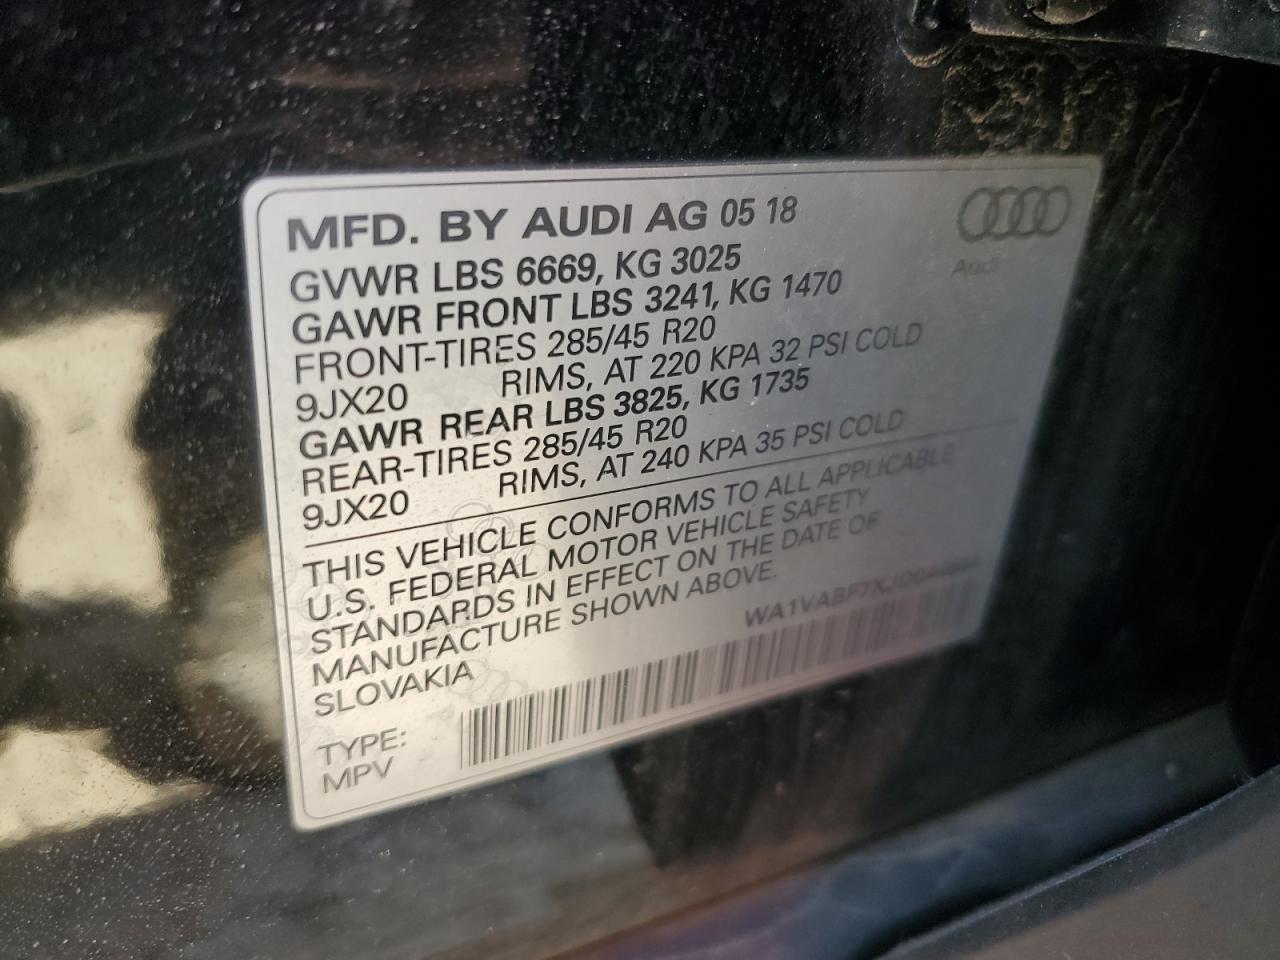 MFD. BY AUDI AG 05 18
GVWR LBS 6669, KG 3025
GAWR FRONT LBS 3241, KG 1470
FRONT-TIRES 285/45 R20
9JX20 RIMS, AT 220 KPA 32 PSI COLD
GAWR REAR LBS 3825, KG 1735
REAR-TIRES 285/45 R20
9JX20 RIMS, AT 240 KPA 35 PSI COLD
THIS VEHICLE CONFORMS TO ALL APPLICABLE
U.S. FEDERAL MOTOR VEHICLE SAFETY
STANDARDS IN EFFECT ON THE DATE OF
MANUFACTURE SHOWN ABOVE.
SLOVAKIA
TYPE:
MPV
Audi